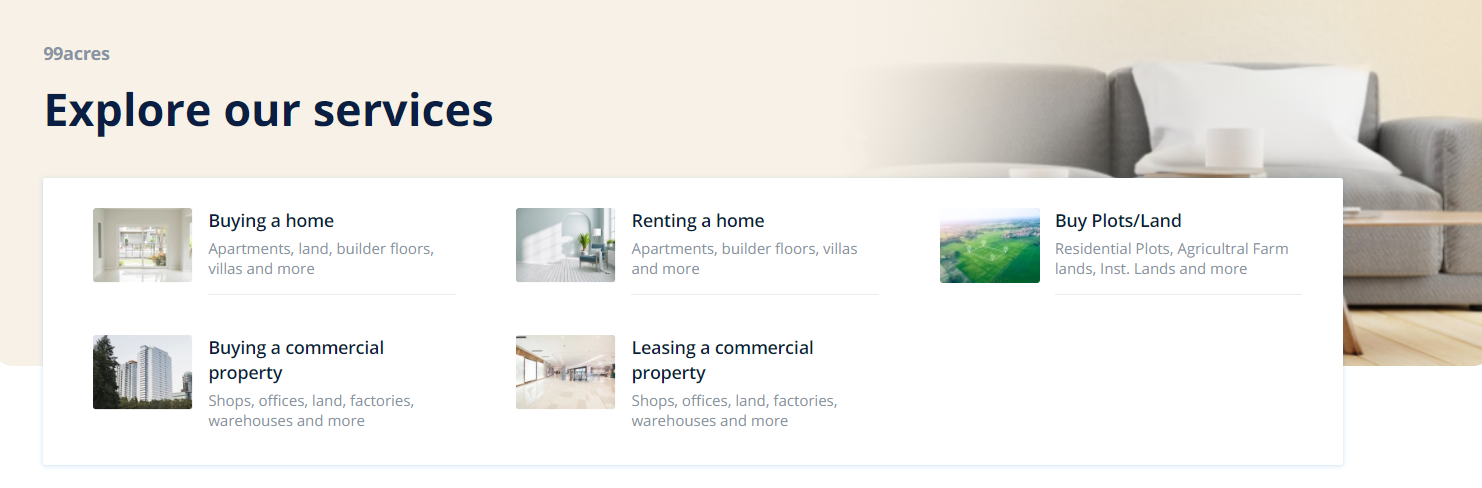 99acres
Explore our services
Buying a home
Apartments, land, builder floors,
villas and more
Renting a home
Apartments, builder floors, villas
and more
Buy Plots/Land
Residential Plots, Agricultral Farm
lands, Inst. Lands and more
Buying a commercial
property
Shops, offices, land, factories,
warehouses and more
Leasing a commercial
property
Shops, offices, land, factories,
warehouses and more